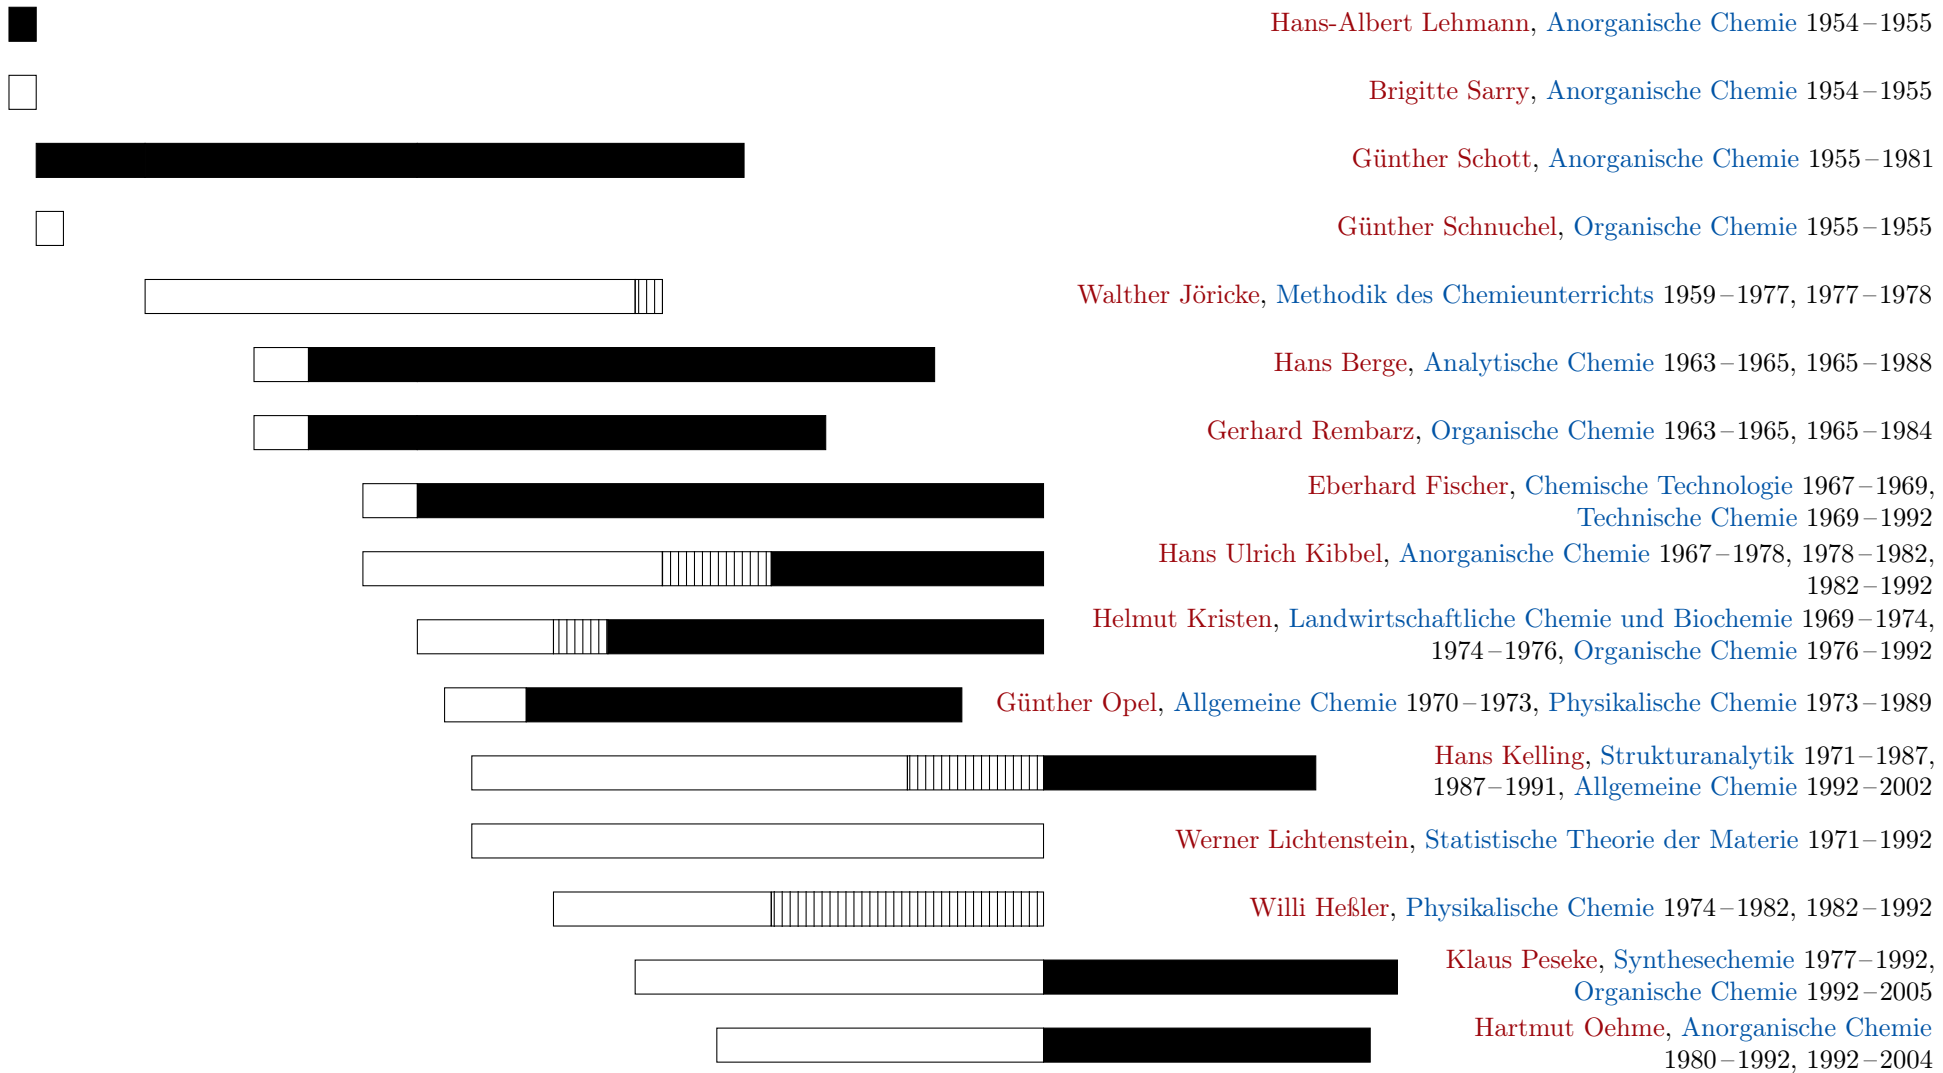 Hans-Albert Lehmann, Anorganische Chemie 1954–1955
Brigitte Sarry, Anorganische Chemie 1954–1955
Günther Schott, Anorganische Chemie 1955–1981
Günther Schnuchel, Organische Chemie 1955–1955
Walther Jöricke, Methodik des Chemieunterrichts 1959–1977, 1977–1978
Hans Berge, Analytische Chemie 1963–1965, 1965–1988
Gerhard Rembarz, Organische Chemie 1963–1965, 1965–1984
Eberhard Fischer, Chemische Technologie 1967–1969,
Technische Chemie 1969–1992
Hans Ulrich Kibbel, Anorganische Chemie 1967–1978, 1978–1982,
1982–1992
Helmut Kristen, Landwirtschaftliche Chemie und Biochemie 1969–1974,
1974–1976, Organische Chemie 1976–1992
Günther Opel, Allgemeine Chemie 1970–1973, Physikalische Chemie 1973–1989
Hans Kelling, Strukturanalytik 1971–1987,
1987–1991, Allgemeine Chemie 1992–2002
Werner Lichtenstein, Statistische Theorie der Materie 1971–1992
Willi Heßler, Physikalische Chemie 1974–1982, 1982–1992
Klaus Peseke, Synthesechemie 1977–1992,
Organische Chemie 1992–2005
Hartmut Oehme, Anorganische Chemie
1980–1992, 1992–2004